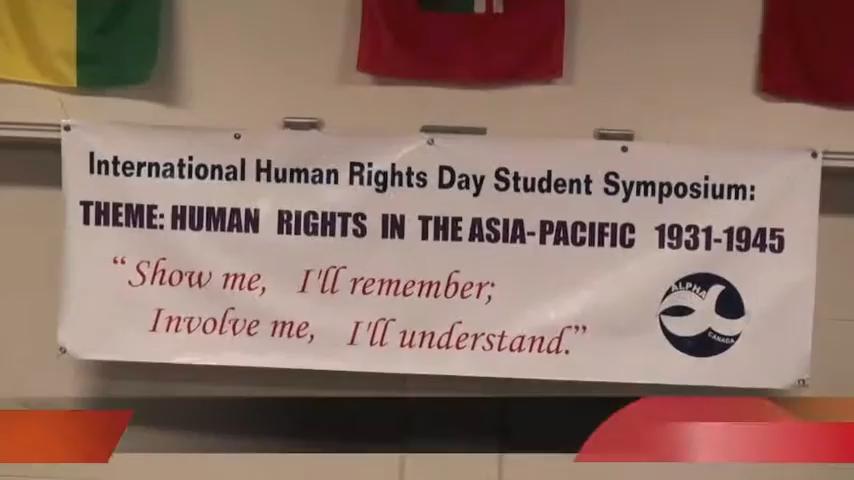 International Human Rights Day Student Symposium:
THEME: HUMAN RIGHTS IN THE ASIA-PACIFIC 1931-1945
“Show me, I'll remember;
Involve me, I'll understand.”
ALPHA
CANADA